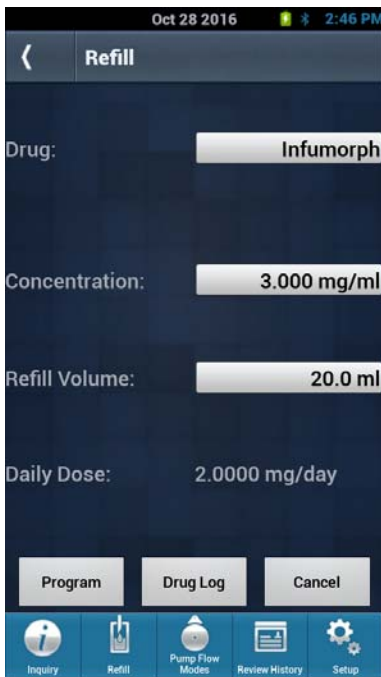 Oct 28 2016 2:46 PM
Refill
Drug: Infumorph
Concentration: 3.000 mg/ml
Refill Volume: 20.0 ml
Daily Dose: 2.0000 mg/day
Program Drug Log Cancel
Inquiry Refill Pump Flow Modes Review History Setup